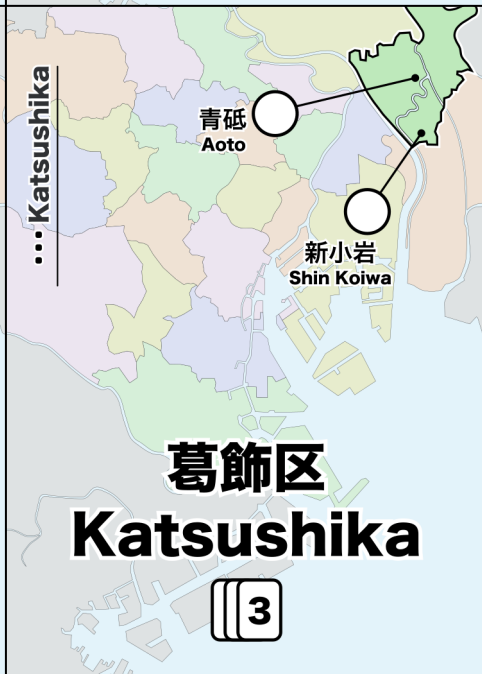 ...Katsushika
青砥
Aoto
新小岩
Shin Koiwa
葛飾区
Katsushika
3